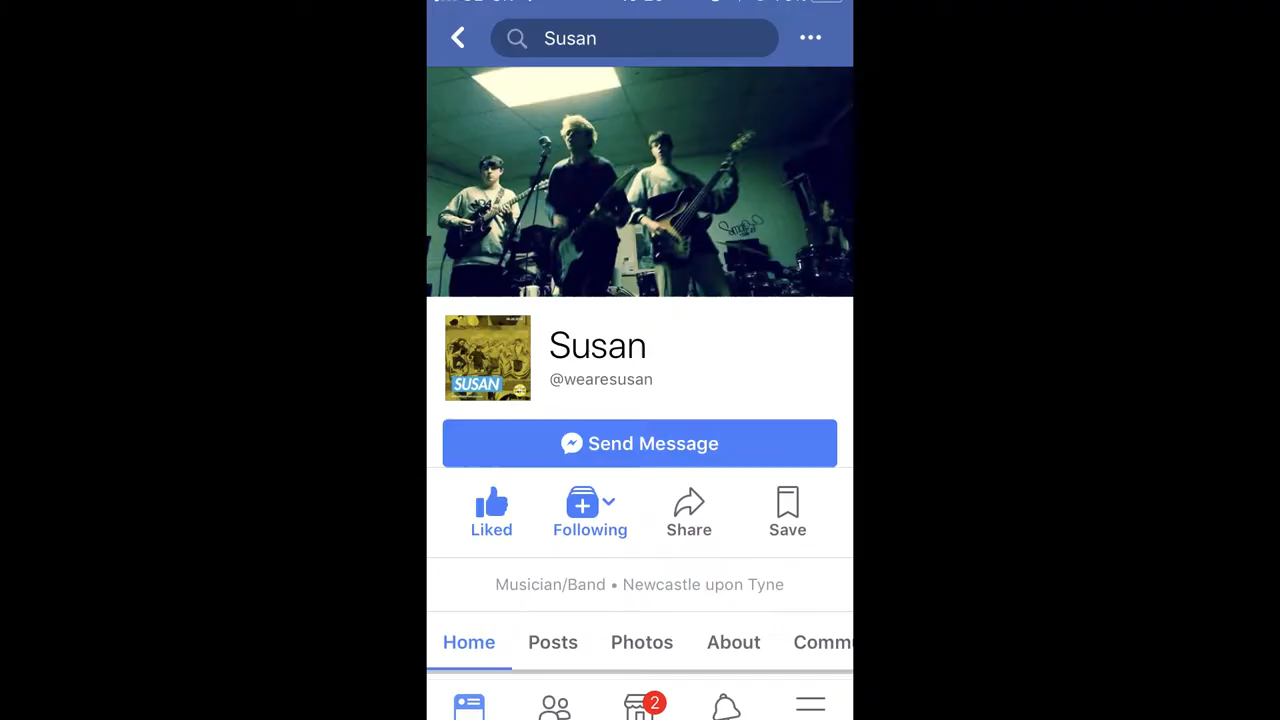 Susan
SUSAN
Susan
@wearesusan
Send Message
Liked Following Share Save
Musician/Band • Newcastle upon Tyne
Home Posts Photos About Commu
2